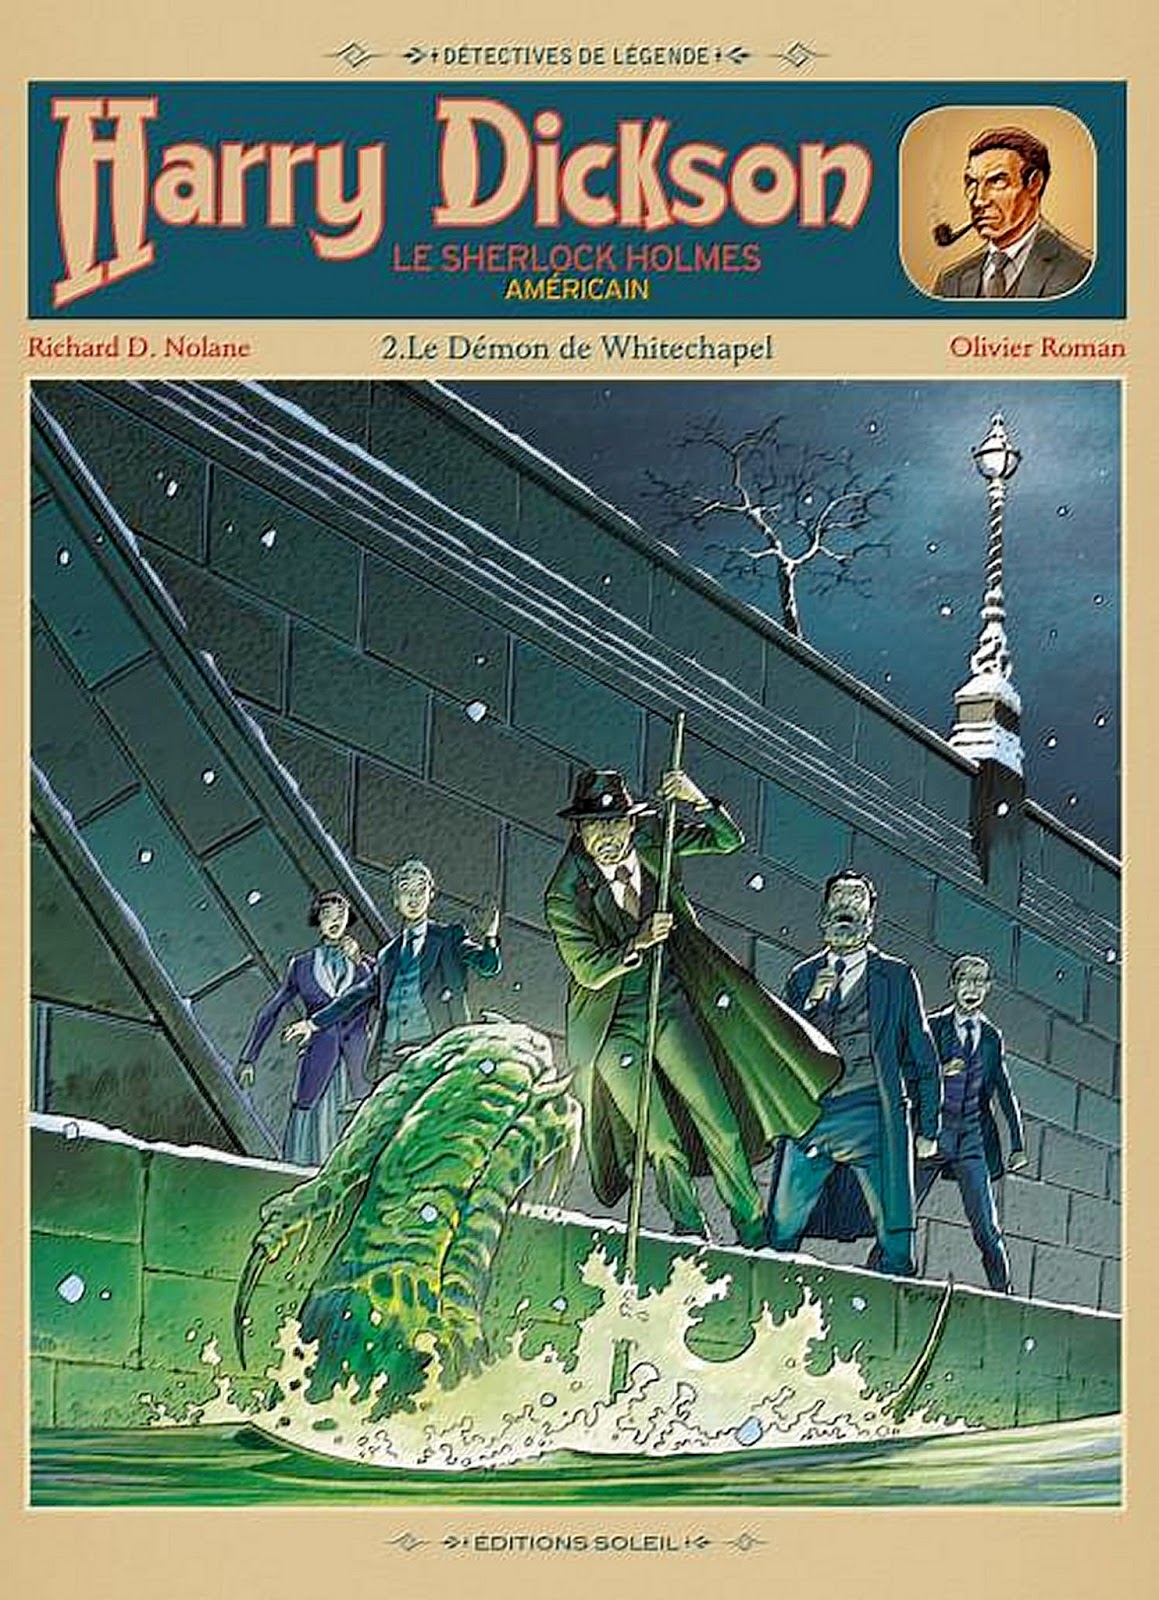 DÉTECTIVES DE LÉGENDE
Harry Dickson
LE SHERLOCK HOLMES
AMÉRICAIN
Richard D. Nolane 2.Le Démon de Whitechapel Olivier Roman
EDITIONS SOLEIL